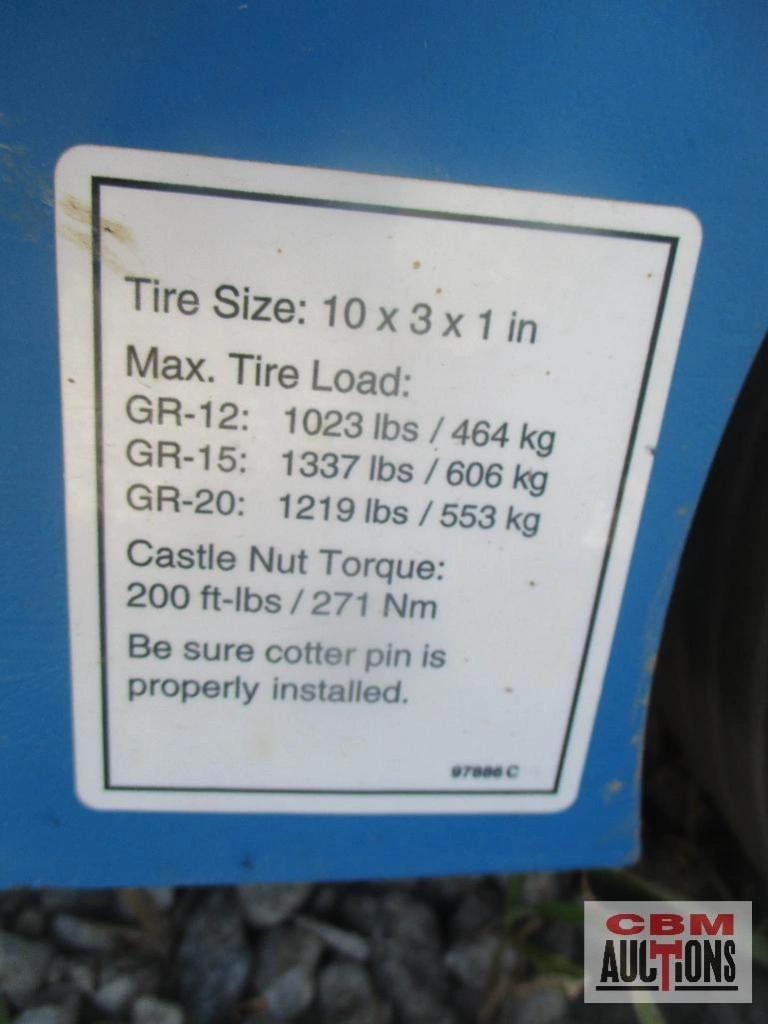 Tire Size: 10 x 3 x 1 in
Max. Tire Load:
GR-12: 1023 lbs / 464 kg
GR-15: 1337 lbs / 606 kg
GR-20: 1219 lbs / 553 kg
Castle Nut Torque:
200 ft-lbs / 271 Nm
Be sure cotter pin is
properly installed.
97886 C
CBM
AUCTIONS